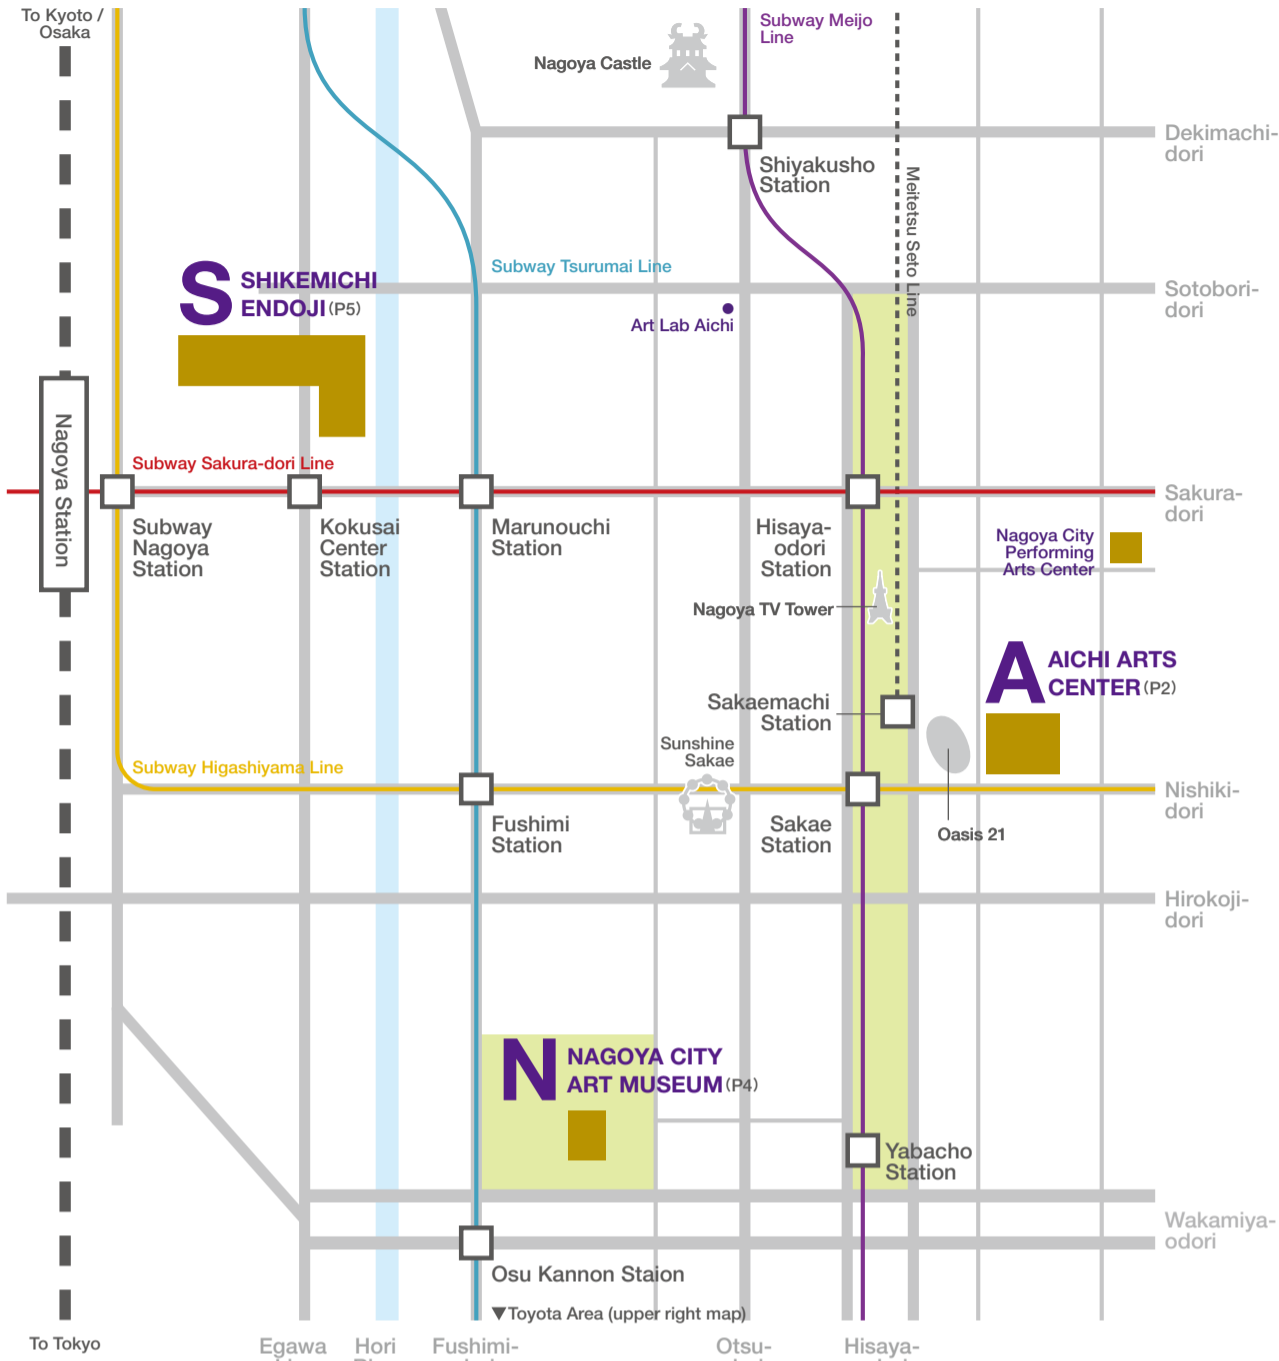 To Kyoto /
Osaka
Subway Meijo
Line
Nagoya Castle
Dekimachi-
dori
Shiyakusho
Station
Meitetsu Seto Line
Subway Tsurumai Line
S SHIKEMICHI
ENDOJI (P5)
Sotobori-
dori
Art Lab Aichi
Nagoya Station
Subway Sakura-dori Line
Sakura-
dori
Subway
Nagoya
Station
Kokusai
Center
Station
Marunouchi
Station
Hisaya-
odori
Station
Nagoya City
Performing
Arts Center
Nagoya TV Tower
A AICHI ARTS
CENTER (P2)
Sakaemachi
Station
Sunshine
Sakae
Subway Higashiyama Line
Nishiki-
dori
Fushimi
Station
Sakae
Station
Oasis 21
Hirokoji-
dori
N NAGOYA CITY
ART MUSEUM (P4)
Yabacho
Station
Wakamiya-
odori
Osu Kannon Staion
▼Toyota Area (upper right map)
To Tokyo
Egawa
Hori
Fushimi-
Otsu-
Hisaya-